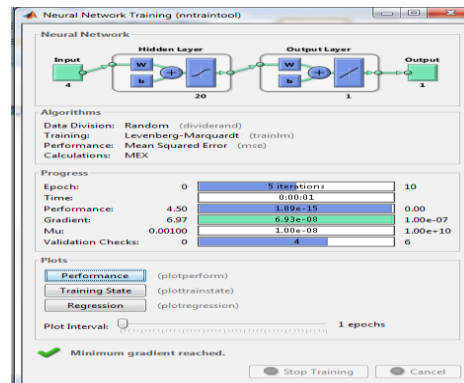 Neural Network Training (nntraintool)
Neural Network
Hidden Layer Output Layer
Input Output
W W
b b
4 20 1 1
Algorithms
Data Division: Random (dividerand)
Training: Levenberg-Marquardt (trainlm)
Performance: Mean Squared Error (mse)
Calculations: MEX
Progress
Epoch: 0 5 iterations 10
Time: 0:00:01
Performance: 4.50 1.89e-15 0.00
Gradient: 6.97 6.93e-08 1.00e-07
Mu: 0.00100 1.00e-08 1.00e+10
Validation Checks: 0 4 6
Plots
Performance (plotperform)
Training State (plottrainstate)
Regression (plotregression)
Plot Interval: 1 epochs
Minimum gradient reached.
Stop Training Cancel